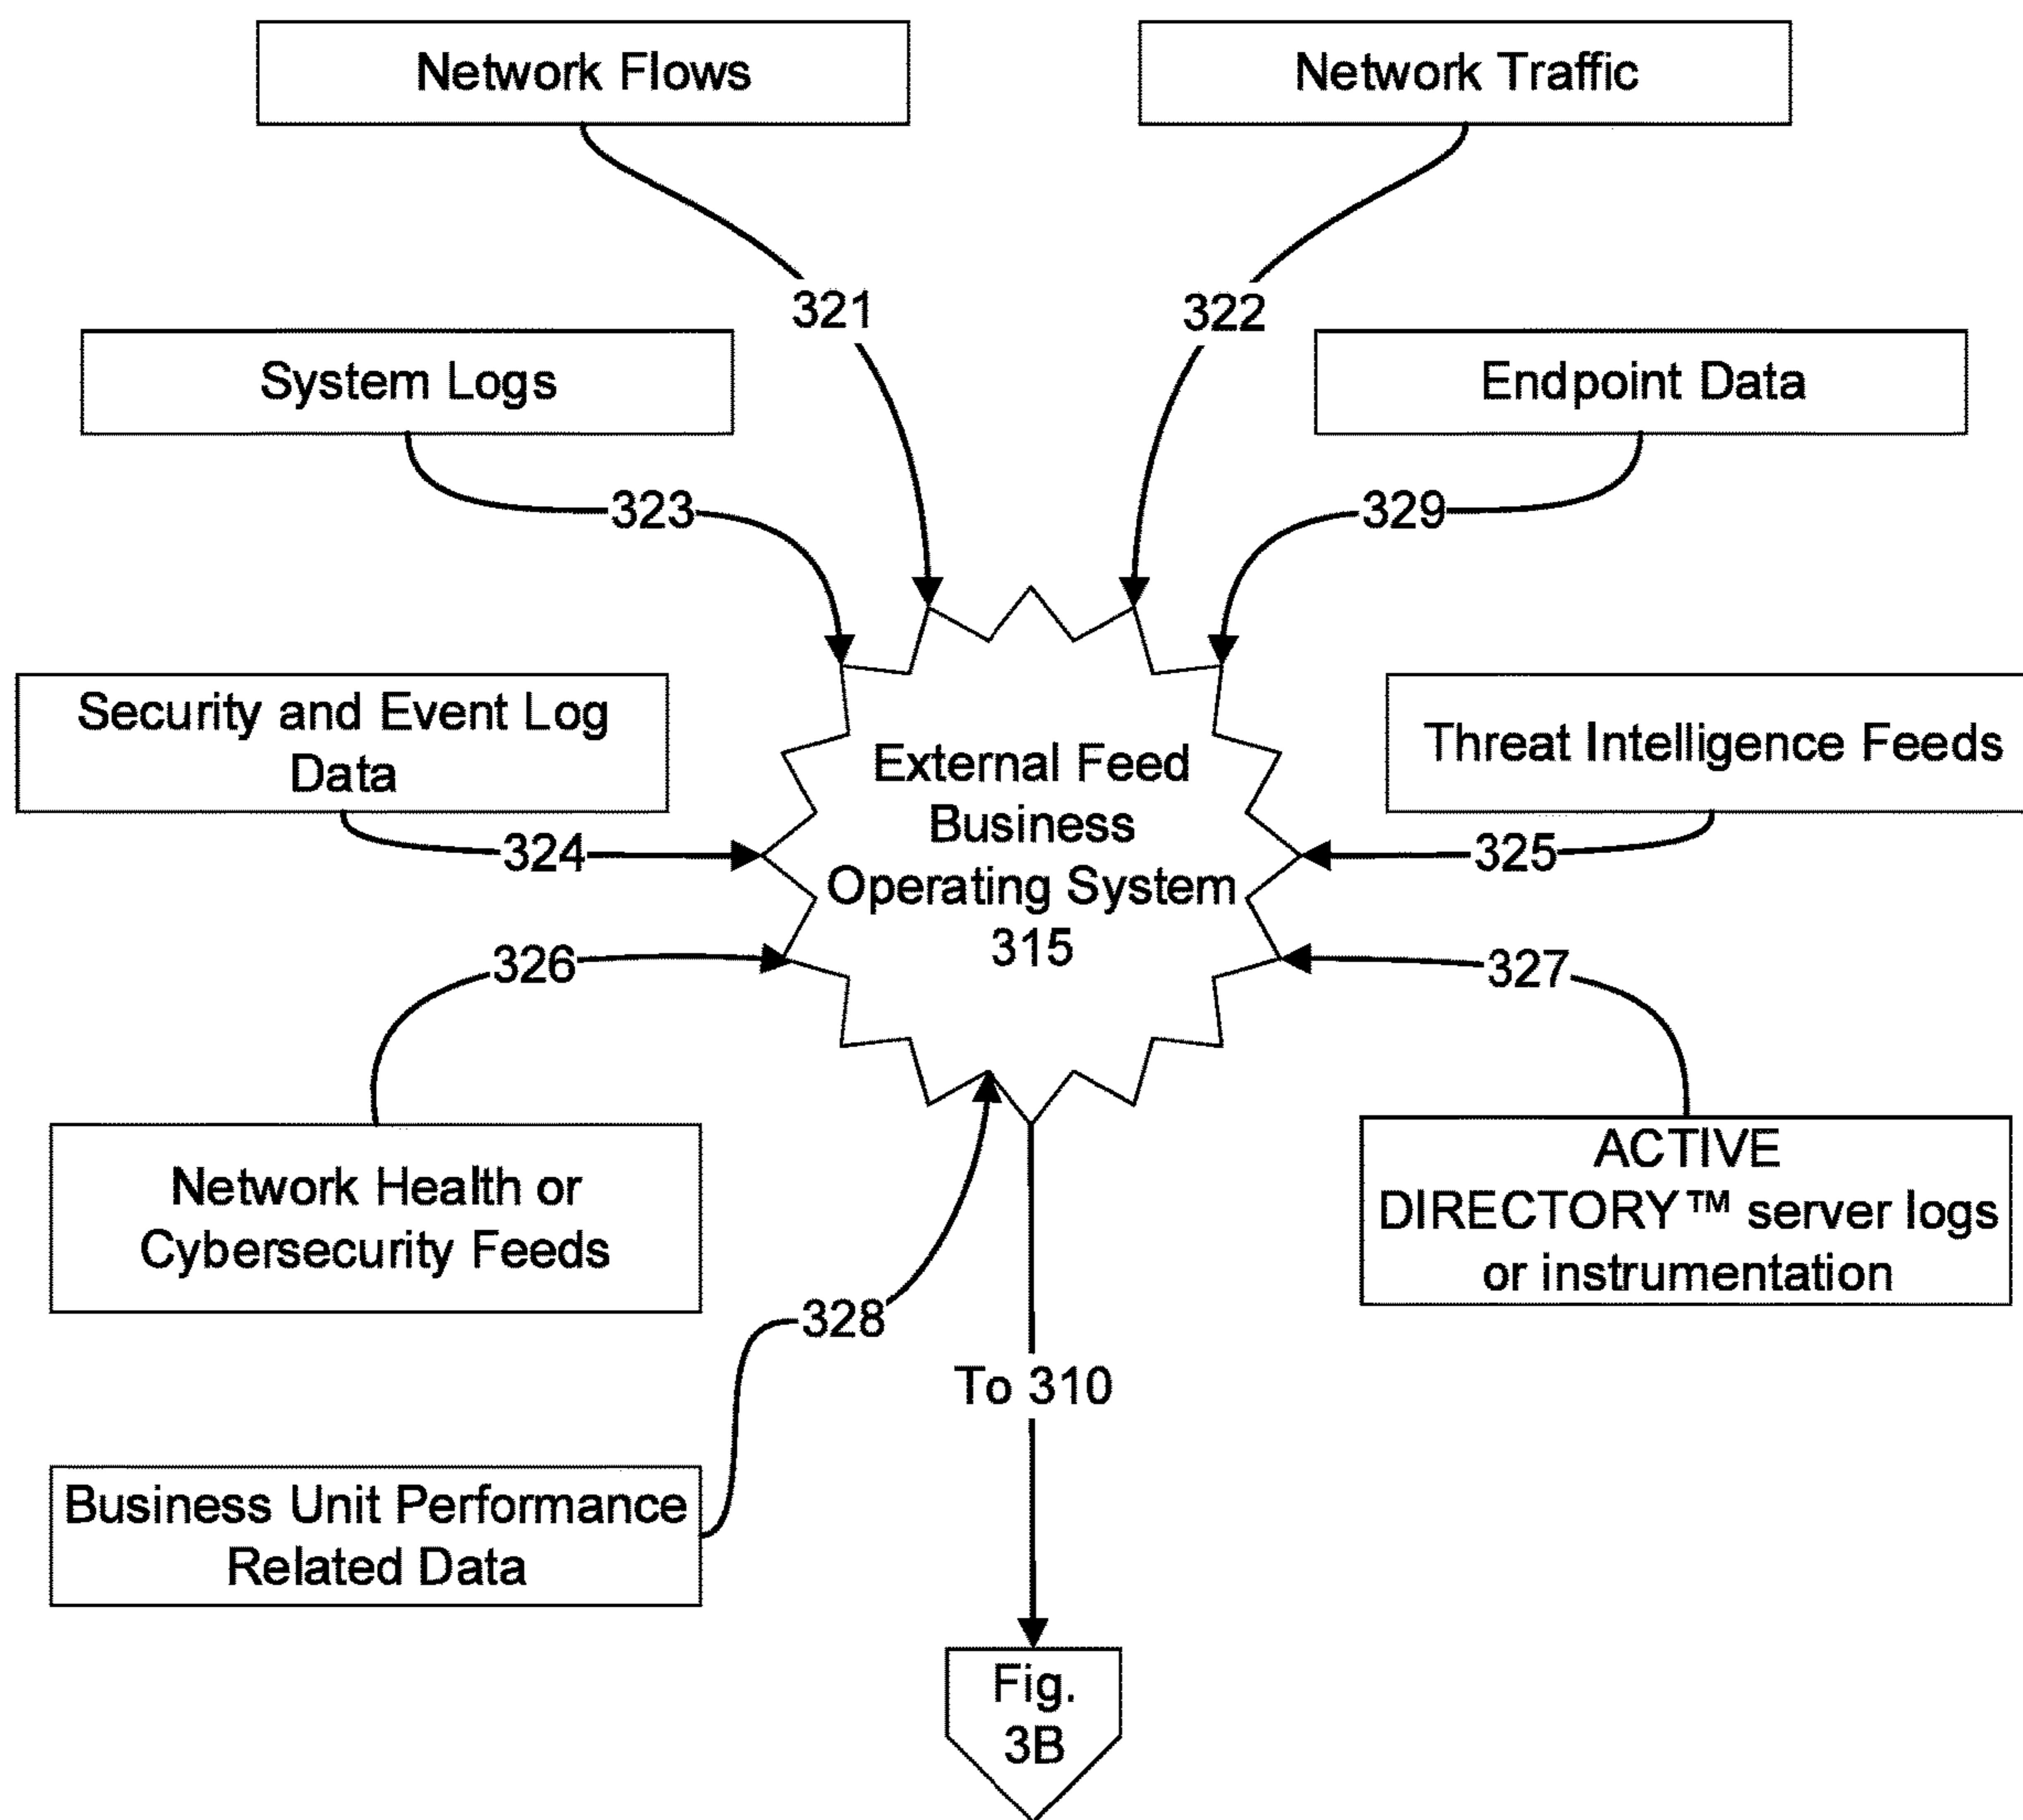 Network Flows
Network Traffic
321
322
System Logs
Endpoint Data
323
329
Security and Event Log
Data
Threat Intelligence Feeds
External Feed
Business
Operating System
315
324
325
326
327
Network Health or
Cybersecurity Feeds
ACTIVE
DIRECTORY™ server logs
or instrumentation
328
To 310
Business Unit Performance
Related Data
Fig.
3B